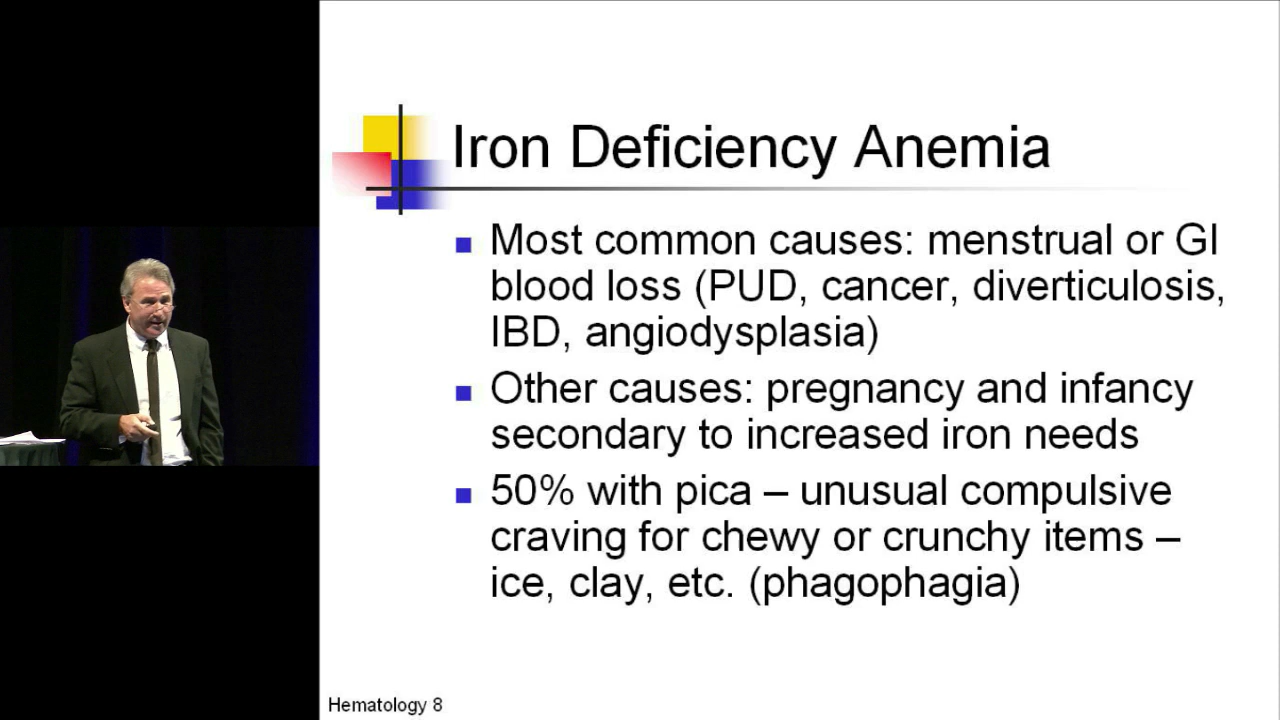 Iron Deficiency Anemia
Most common causes: menstrual or GI
blood loss (PUD, cancer, diverticulosis,
IBD, angiodysplasia)
Other causes: pregnancy and infancy
secondary to increased iron needs
50% with pica – unusual compulsive
craving for chewy or crunchy items –
ice, clay, etc. (phagophagia)
Hematology 8